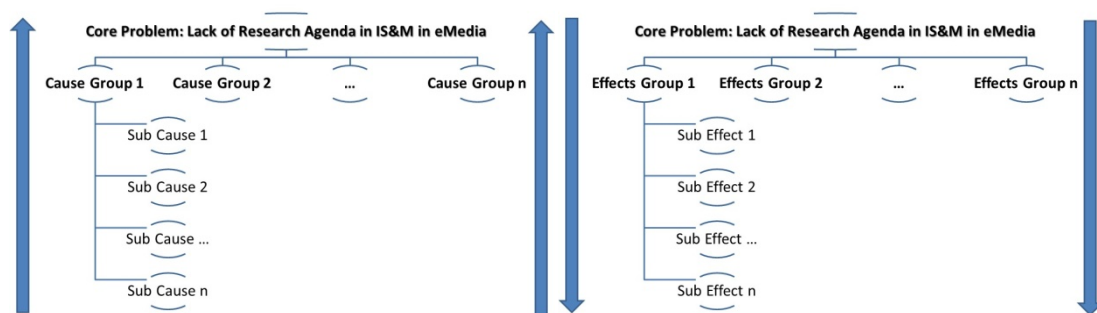 Core Problem: Lack of Research Agenda in IS&M in eMedia
Cause Group 1 Cause Group 2 ... Cause Group n
Sub Cause 1
Sub Cause 2
Sub Cause ...
Sub Cause n
Core Problem: Lack of Research Agenda in IS&M in eMedia
Effects Group 1 Effects Group 2 ... Effects Group n
Sub Effect 1
Sub Effect 2
Sub Effect ...
Sub Effect n